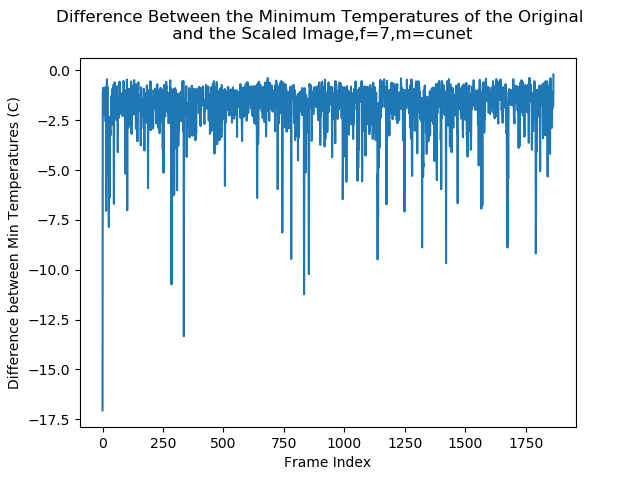 Difference Between the Minimum Temperatures of the Original
and the Scaled Image,f=7,m=cunet
0.0
−2.5
−5.0
−7.5
−10.0
−12.5
−15.0
−17.5
Difference between Min Temperatures (C)
0 250 500 750 1000 1250 1500 1750
Frame Index